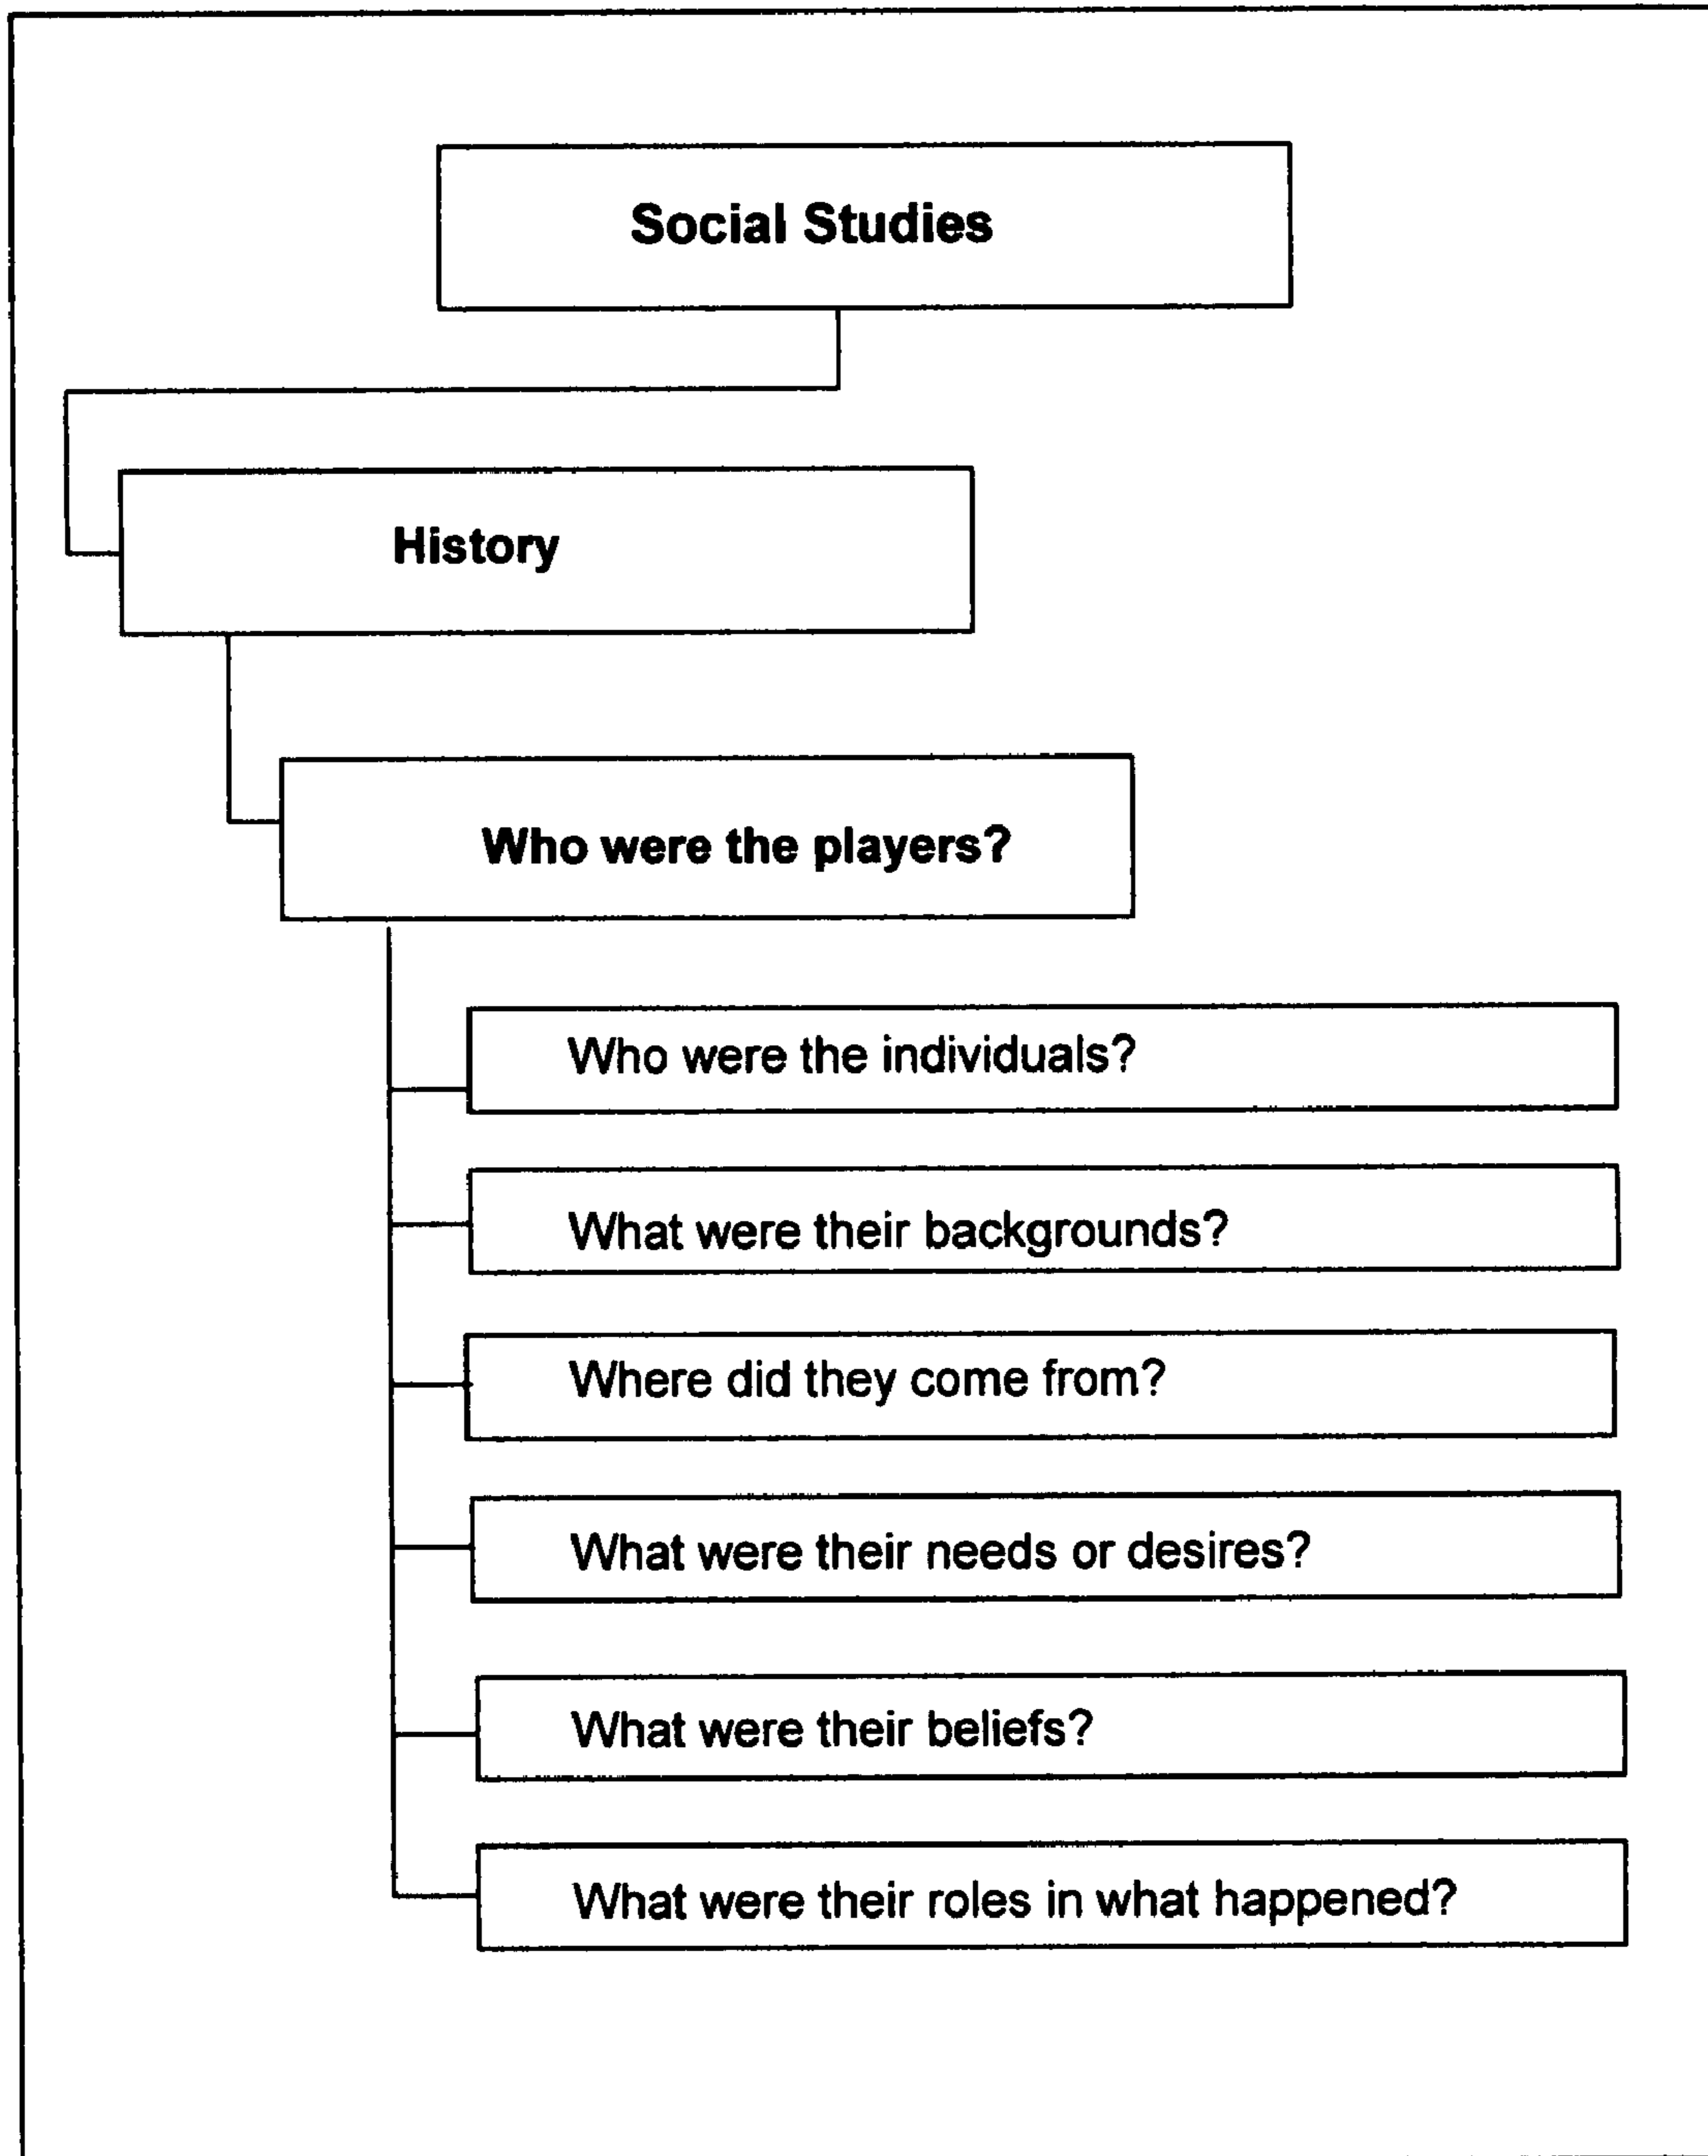 Social Studies
History
Who were the players?
Who were the individuals?
What were their backgrounds?
Where did they come from?
What were their needs or desires?
What were their beliefs?
What were their roles in what happened?